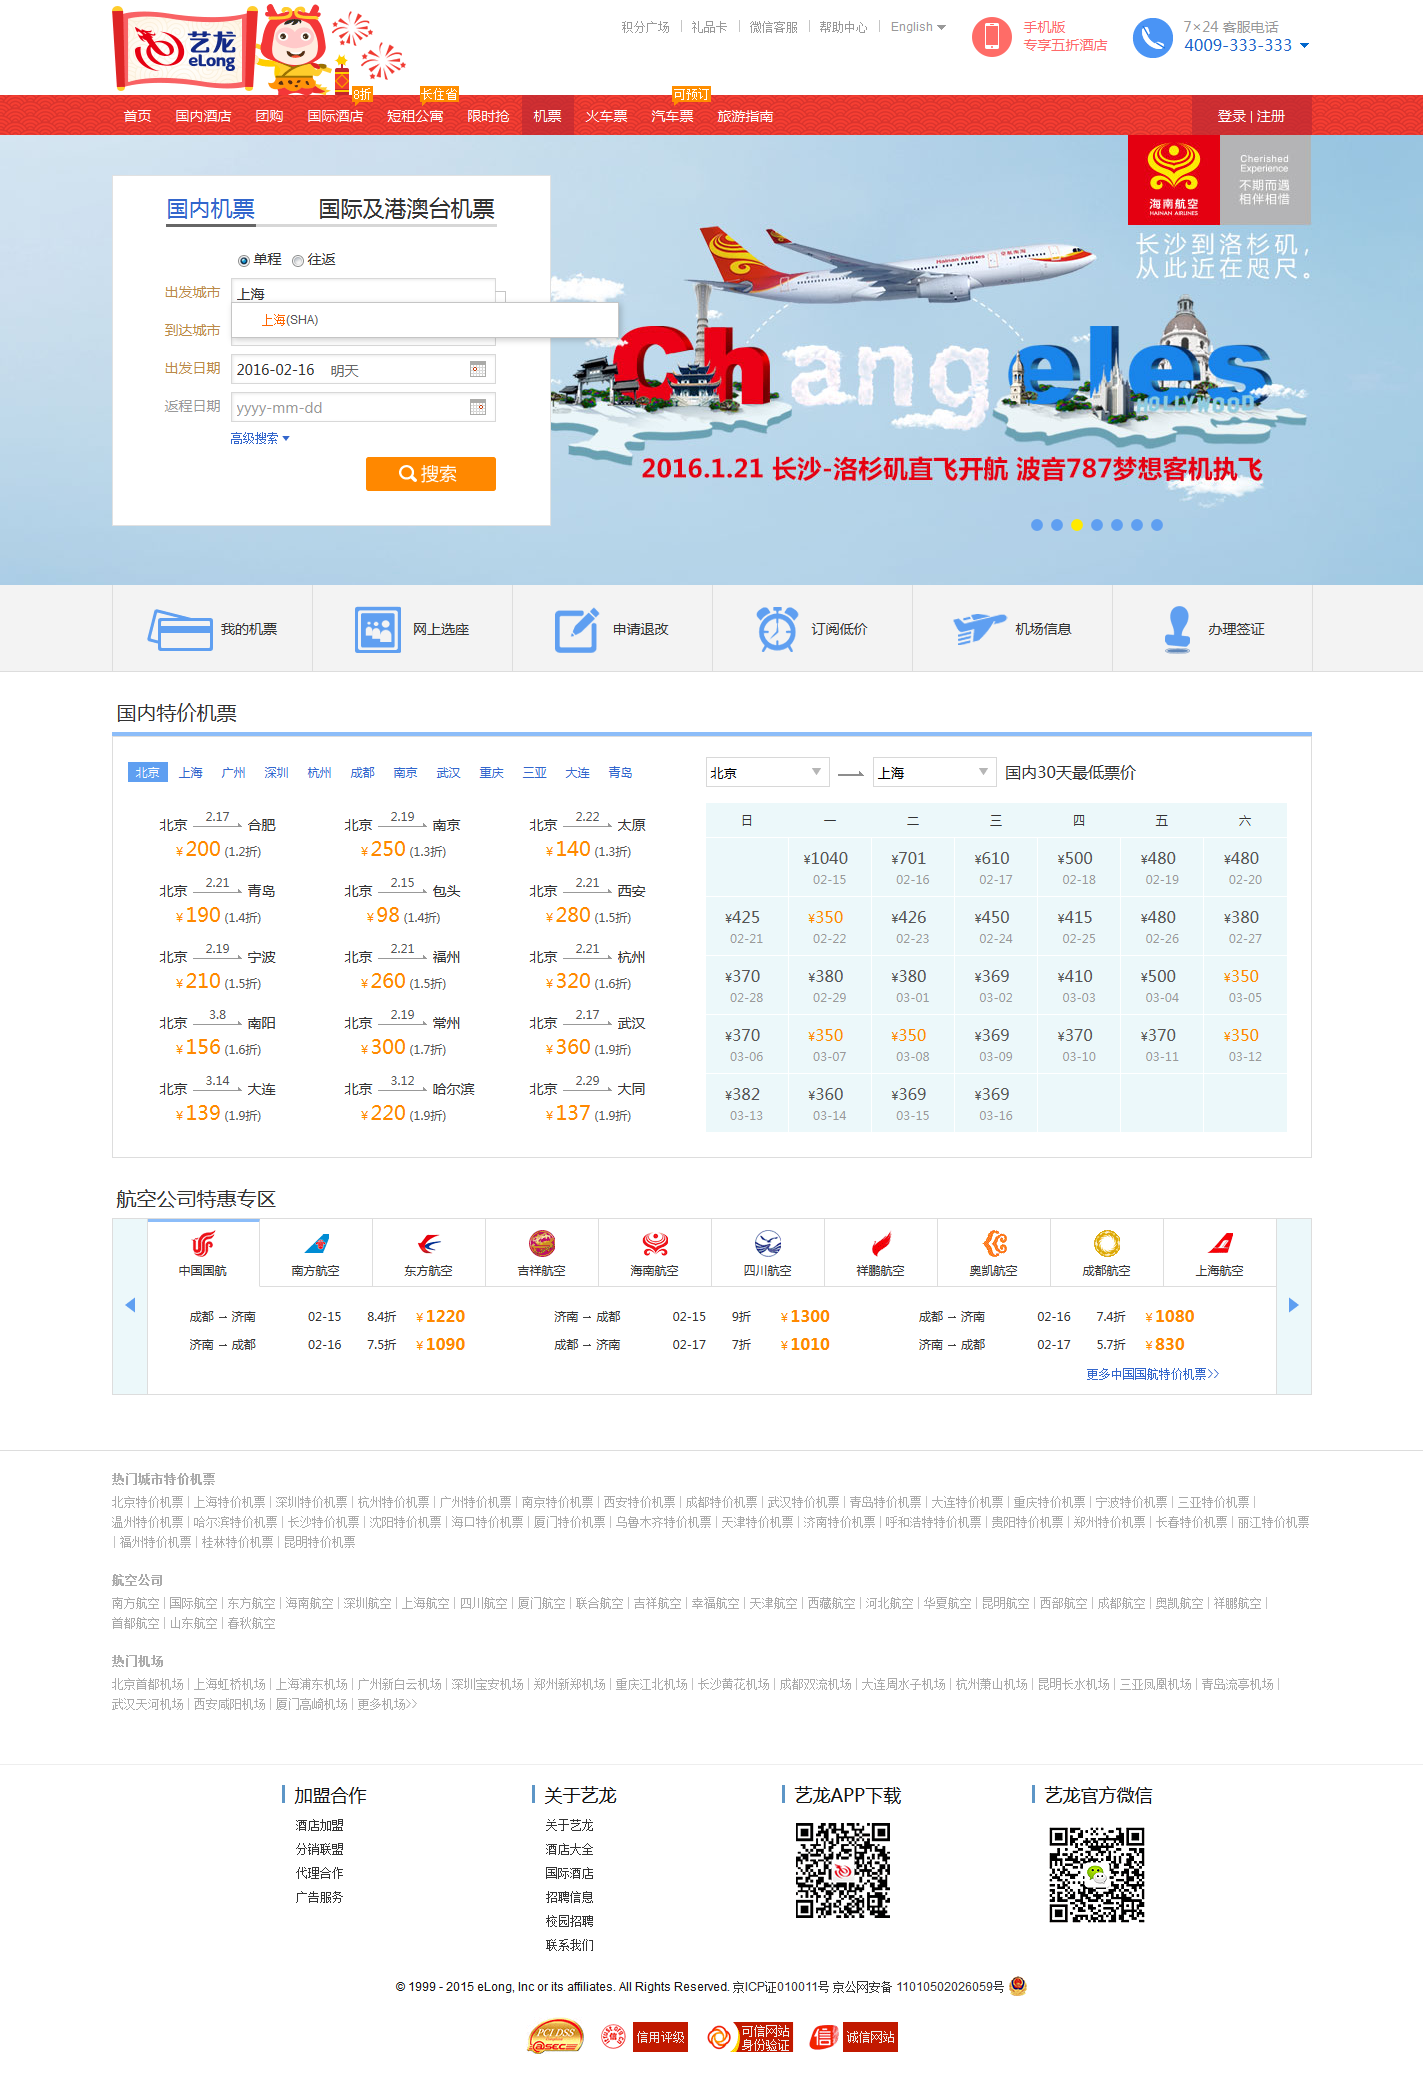 艺龙
eLong
积分广场 礼品卡 微信客服 帮助中心 English
手机版
专享五折酒店
7×24 客服电话
4009-333-333
8折 长住省 可预订
首页 国内酒店 团购 国际酒店 短租公寓 限时抢 机票 火车票 汽车票 旅游指南 登录 | 注册
海南航空
HAINAN AIRLINES
Cherished
Experience
不期而遇
相伴相惜
长沙到洛杉矶,
从此近在咫尺。
国内机票 国际及港澳台机票
单程 往返
出发城市 上海
上海(SHA)
到达城市
出发日期 2016-02-16 明天
返程日期 yyyy-mm-dd
高级搜索
搜索
Hainan Airlines
Changeles
HOLLYWOOD
2016.1.21 长沙-洛杉矶直飞开航 波音787梦想客机执飞
我的机票 网上选座 申请退改 订阅低价 机场信息 办理签证
国内特价机票
北京 上海 广州 深圳 杭州 成都 南京 武汉 重庆 三亚 大连 青岛
北京 2.17 合肥 北京 2.19 南京 北京 2.22 太原
¥200 (1.2折) ¥250 (1.3折) ¥140 (1.3折)
北京 2.21 青岛 北京 2.15 包头 北京 2.21 西安
¥190 (1.4折) ¥98 (1.4折) ¥280 (1.5折)
北京 2.19 宁波 北京 2.21 福州 北京 2.21 杭州
¥210 (1.5折) ¥260 (1.5折) ¥320 (1.6折)
北京 3.8 南阳 北京 2.19 常州 北京 2.17 武汉
¥156 (1.6折) ¥300 (1.7折) ¥360 (1.9折)
北京 3.14 大连 北京 3.12 哈尔滨 北京 2.29 大同
¥139 (1.9折) ¥220 (1.9折) ¥137 (1.9折)
北京 上海 国内30天最低票价
日 一 二 三 四 五 六
¥1040 ¥701 ¥610 ¥500 ¥480 ¥480
02-15 02-16 02-17 02-18 02-19 02-20
¥425 ¥350 ¥426 ¥450 ¥415 ¥480 ¥380
02-21 02-22 02-23 02-24 02-25 02-26 02-27
¥370 ¥380 ¥380 ¥369 ¥410 ¥500 ¥350
02-28 02-29 03-01 03-02 03-03 03-04 03-05
¥370 ¥350 ¥350 ¥369 ¥370 ¥370 ¥350
03-06 03-07 03-08 03-09 03-10 03-11 03-12
¥382 ¥360 ¥369 ¥369
03-13 03-14 03-15 03-16
航空公司特惠专区
中国国航 南方航空 东方航空 吉祥航空 海南航空 四川航空 祥鹏航空 奥凯航空 成都航空 上海航空
成都 → 济南 02-15 8.4折 ¥1220 济南 → 成都 02-15 9折 ¥1300 成都 → 济南 02-16 7.4折 ¥1080
济南 → 成都 02-16 7.5折 ¥1090 成都 → 济南 02-17 7折 ¥1010 济南 → 成都 02-17 5.7折 ¥830
更多中国国航特价机票>>
热门城市特价机票
北京特价机票 | 上海特价机票 | 深圳特价机票 | 杭州特价机票 | 广州特价机票 | 南京特价机票 | 西安特价机票 | 成都特价机票 | 武汉特价机票 | 青岛特价机票 | 大连特价机票 | 重庆特价机票 | 宁波特价机票 | 三亚特价机票 |
温州特价机票 | 哈尔滨特价机票 | 长沙特价机票 | 沈阳特价机票 | 海口特价机票 | 厦门特价机票 | 乌鲁木齐特价机票 | 天津特价机票 | 济南特价机票 | 呼和浩特特价机票 | 贵阳特价机票 | 郑州特价机票 | 长春特价机票 | 丽江特价机票
| 福州特价机票 | 桂林特价机票 | 昆明特价机票
航空公司
南方航空 | 国际航空 | 东方航空 | 海南航空 | 深圳航空 | 上海航空 | 四川航空 | 厦门航空 | 联合航空 | 吉祥航空 | 幸福航空 | 天津航空 | 西藏航空 | 河北航空 | 华夏航空 | 昆明航空 | 西部航空 | 成都航空 | 奥凯航空 | 祥鹏航空 |
首都航空 | 山东航空 | 春秋航空
热门机场
北京首都机场 | 上海虹桥机场 | 上海浦东机场 | 广州新白云机场 | 深圳宝安机场 | 郑州新郑机场 | 重庆江北机场 | 长沙黄花机场 | 成都双流机场 | 大连周水子机场 | 杭州萧山机场 | 昆明长水机场 | 三亚凤凰机场 | 青岛流亭机场 |
武汉天河机场 | 西安咸阳机场 | 厦门高崎机场 | 更多机场>>
加盟合作
酒店加盟
分销联盟
代理合作
广告服务
关于艺龙
关于艺龙
酒店大全
国际酒店
招聘信息
校园招聘
联系我们
艺龙APP下载
艺龙官方微信
© 1999 - 2015 eLong, Inc or its affiliates. All Rights Reserved. 京ICP证010011号 京公网安备 11010502026059号
PCI.DSS
@SEC
信用评级
可信网站
身份验证
信
诚信网站